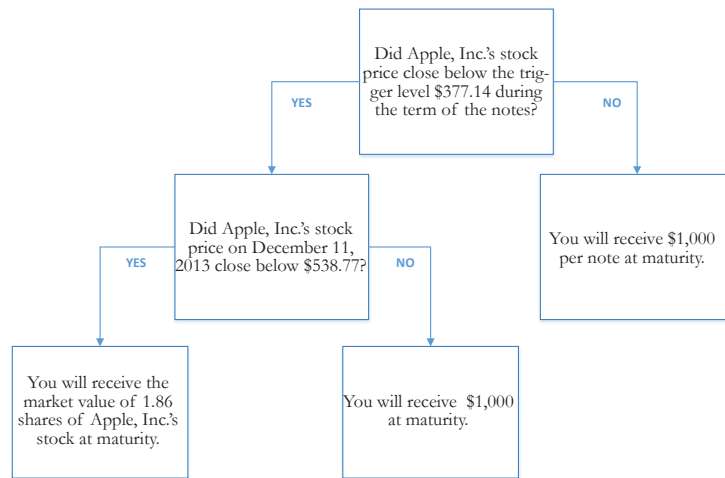 Did Apple, Inc.'s stock
price close below the trig-
ger level $377.14 during
the term of the notes?
YES
NO
Did Apple, Inc.'s stock
price on December 11,
2013 close below $538.77?
You will receive $1,000
per note at maturity.
YES
NO
You will receive the
market value of 1.86
shares of Apple, Inc.'s
stock at maturity.
You will receive $1,000
at maturity.